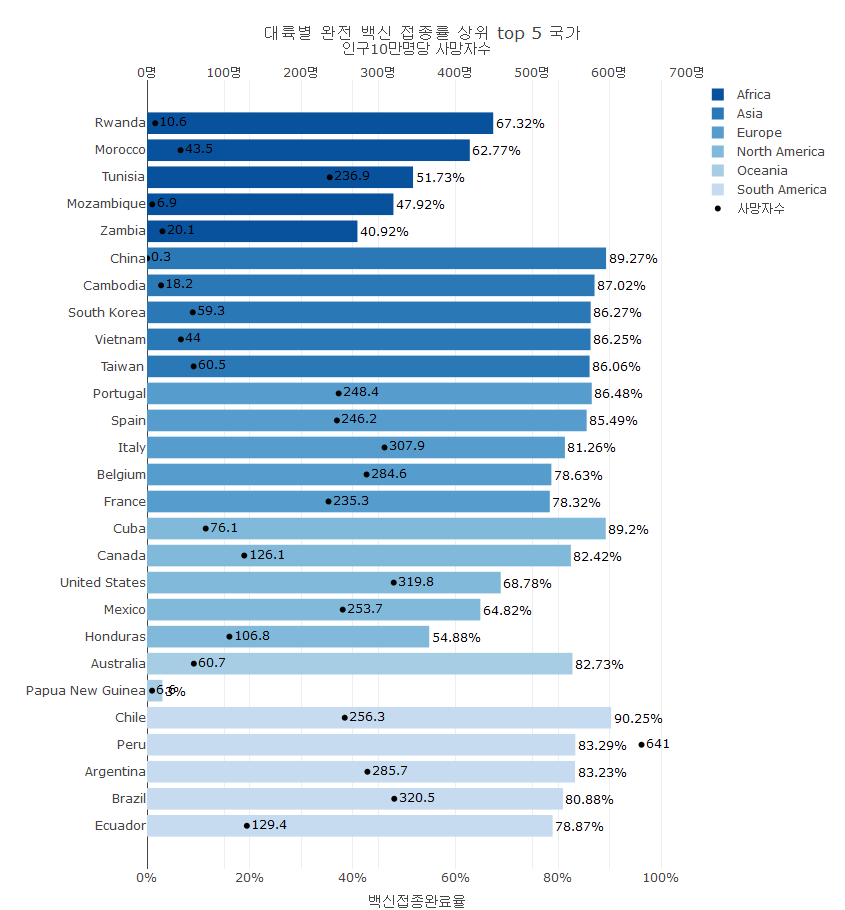 대륙별 완전 백신 접종률 상위 top 5 국가
인구10만명당 사망자수
0명 100명 200명 300명 400명 500명 600명 700명
Africa
Asia
Europe
North America
Oceania
South America
사망자수
Rwanda 10.6 67.32%
Morocco 43.5 62.77%
Tunisia 236.9 51.73%
Mozambique 6.9 47.92%
Zambia 20.1 40.92%
China 0.3 89.27%
Cambodia 18.2 87.02%
South Korea 59.3 86.27%
Vietnam 44 86.25%
Taiwan 60.5 86.06%
Portugal 248.4 86.48%
Spain 246.2 85.49%
Italy 307.9 81.26%
Belgium 284.6 78.63%
France 235.3 78.32%
Cuba 76.1 89.2%
Canada 126.1 82.42%
United States 319.8 68.78%
Mexico 253.7 64.82%
Honduras 106.8 54.88%
Australia 60.7 82.73%
Papua New Guinea 6.6 3%
Chile 256.3 90.25%
Peru 83.29% 641
Argentina 285.7 83.23%
Brazil 320.5 80.88%
Ecuador 129.4 78.87%
0% 20% 40% 60% 80% 100%
백신접종완료율